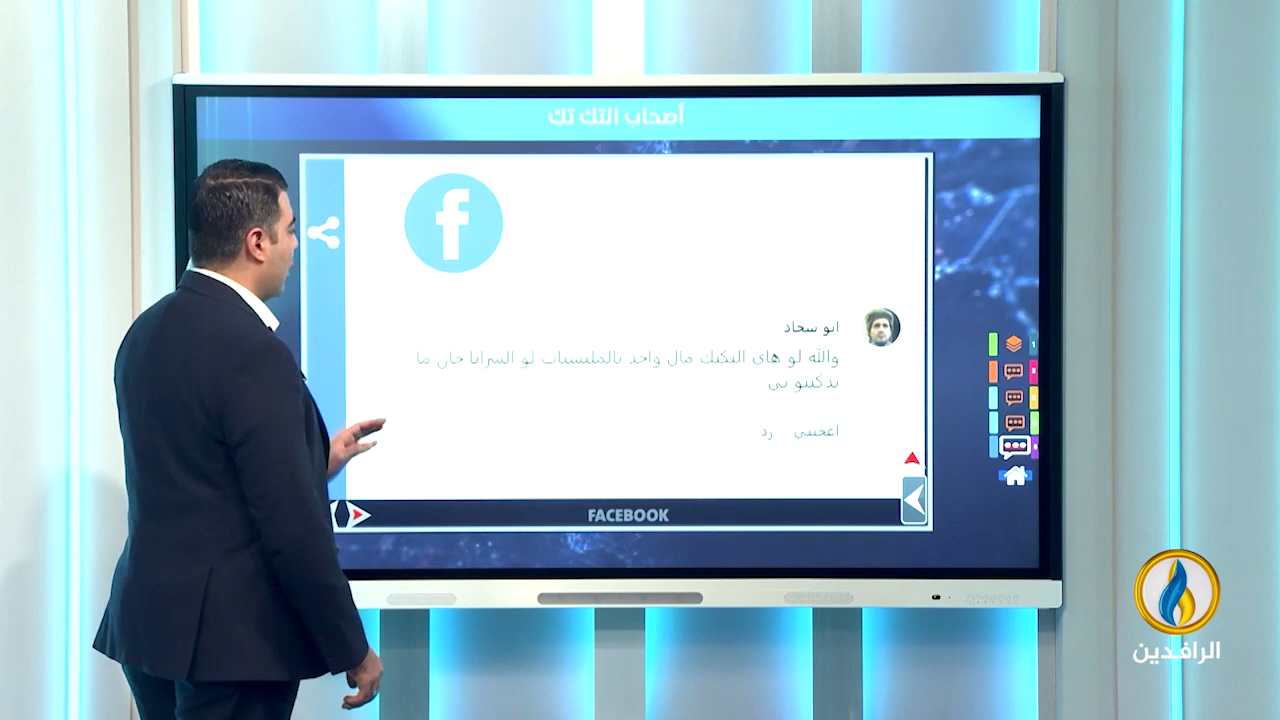 أصحاب التك تك
ابو سجاد
والله لو هاي التكتك مال واحد بالمليشيات لو السرايا جان ما
تدكيبو بي
اعجبني رد
FACEBOOK
الرافدين